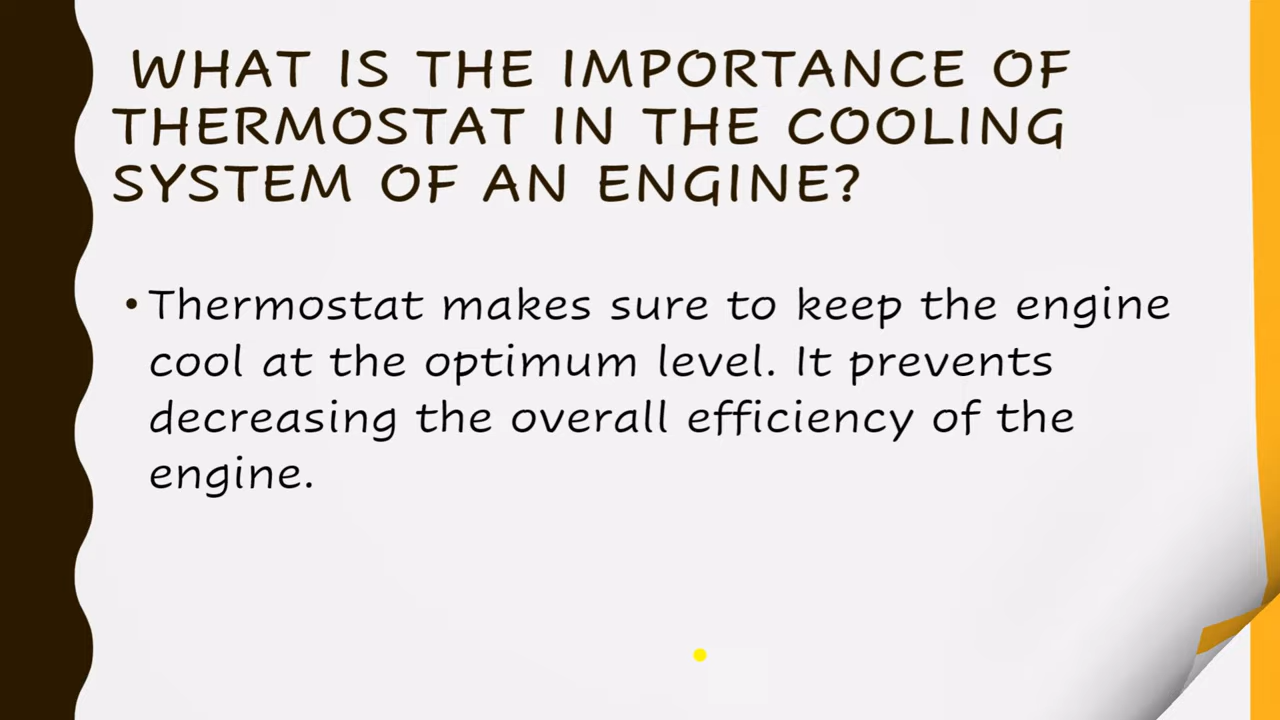 WHAT IS THE IMPORTANCE OF
THERMOSTAT IN THE COOLING
SYSTEM OF AN ENGINE?
• Thermostat makes sure to keep the engine
cool at the optimum level. It prevents
decreasing the overall efficiency of the
engine.